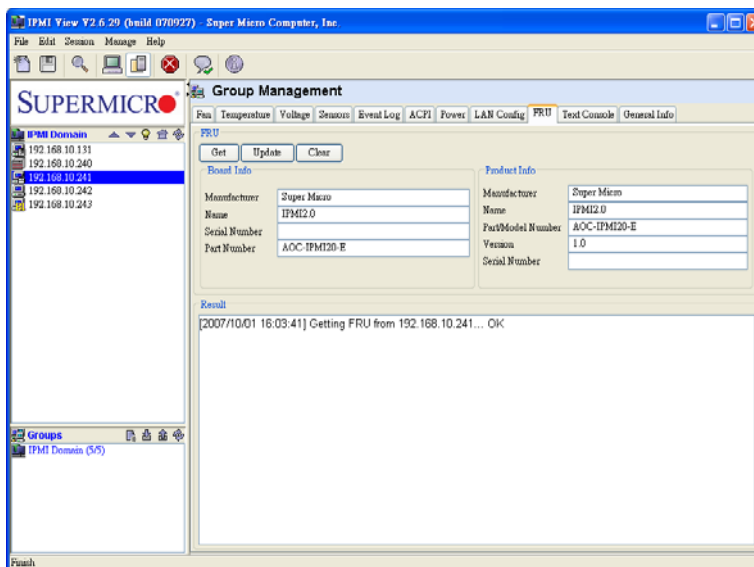 IPMI View V2.6.29 (build 070927) - Super Micro Computer, Inc.
File Edit Session Manage Help
SUPERMICRO
Group Management
Fan Temperature Voltage Sensors Event Log ACPI Power LAN Config FRU Text Console General Info
IPMI Domain
192.168.10.131
192.168.10.240
192.168.10.241
192.168.10.242
192.168.10.243
FRU
Get Update Clear
Board Info
Manufacturer Super Micro
Name IPMI2.0
Serial Number
Part Number AOC-IPMI20-E
Product Info
Manufacturer Super Micro
Name IPMI2.0
Part/Model Number AOC-IPMI20-E
Version 1.0
Serial Number
Result
[2007/10/01 16:03:41] Getting FRU from 192.168.10.241... OK
Groups
IPMI Domain (5/5)
Finish